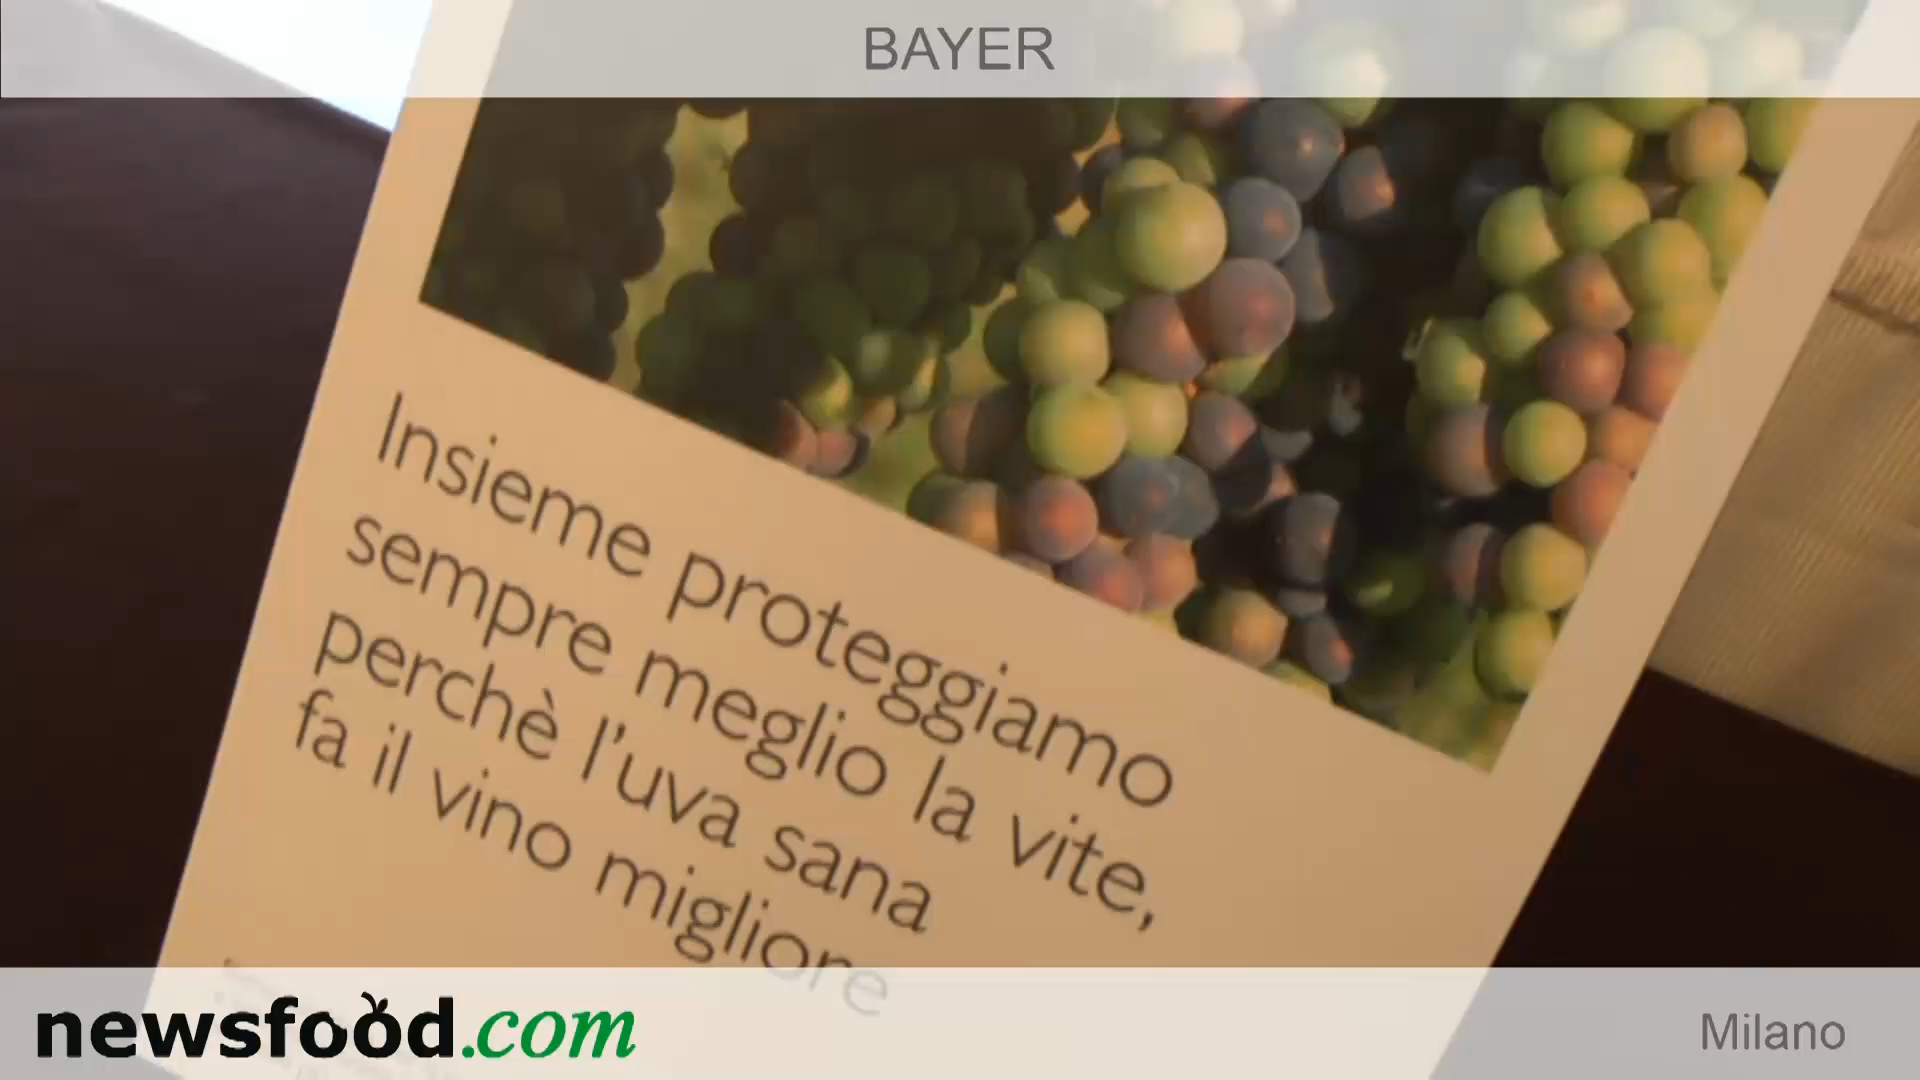 BAYER
Insieme proteggiamo
sempre meglio la vite,
perchè l'uva sana
fa il vino migliore
newsfood.com
Milano